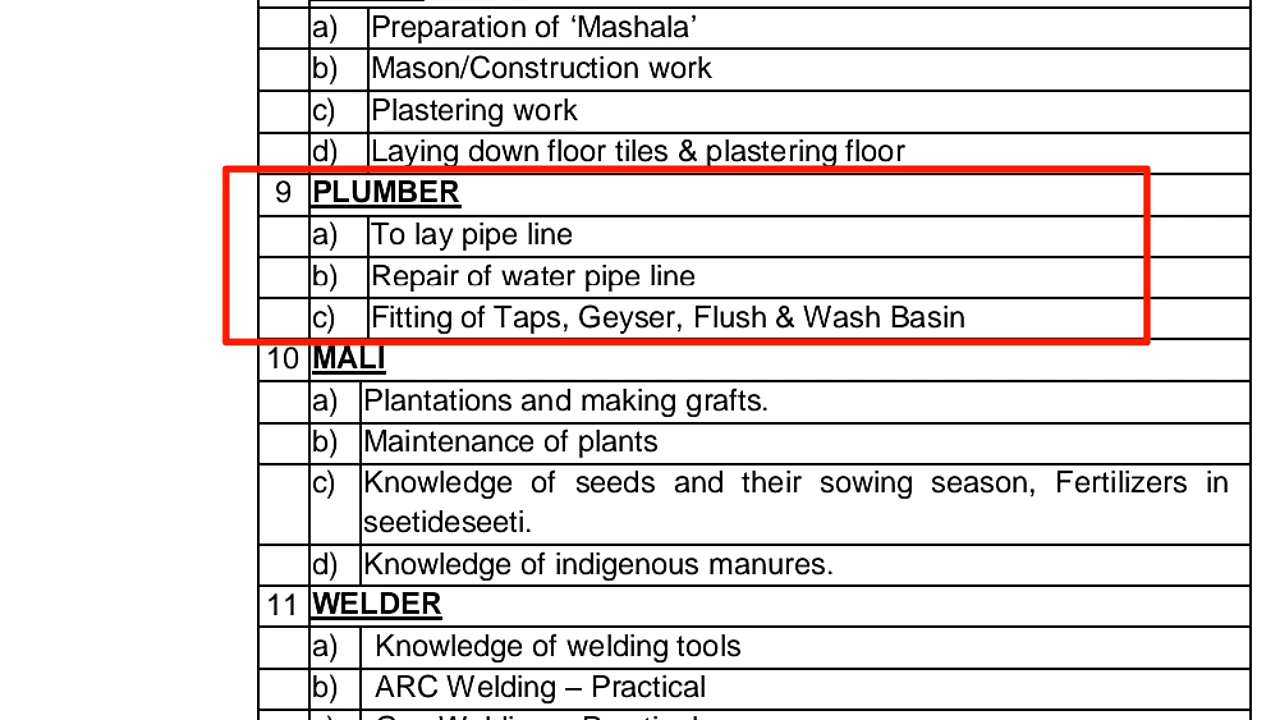 a) Preparation of ‘Mashala’
b) Mason/Construction work
c) Plastering work
d) Laying down floor tiles & plastering floor
9 PLUMBER
a) To lay pipe line
b) Repair of water pipe line
c) Fitting of Taps, Geyser, Flush & Wash Basin
10 MALI
a) Plantations and making grafts.
b) Maintenance of plants
c) Knowledge of seeds and their sowing season, Fertilizers in
seetideseeti.
d) Knowledge of indigenous manures.
11 WELDER
a) Knowledge of welding tools
b) ARC Welding – Practical